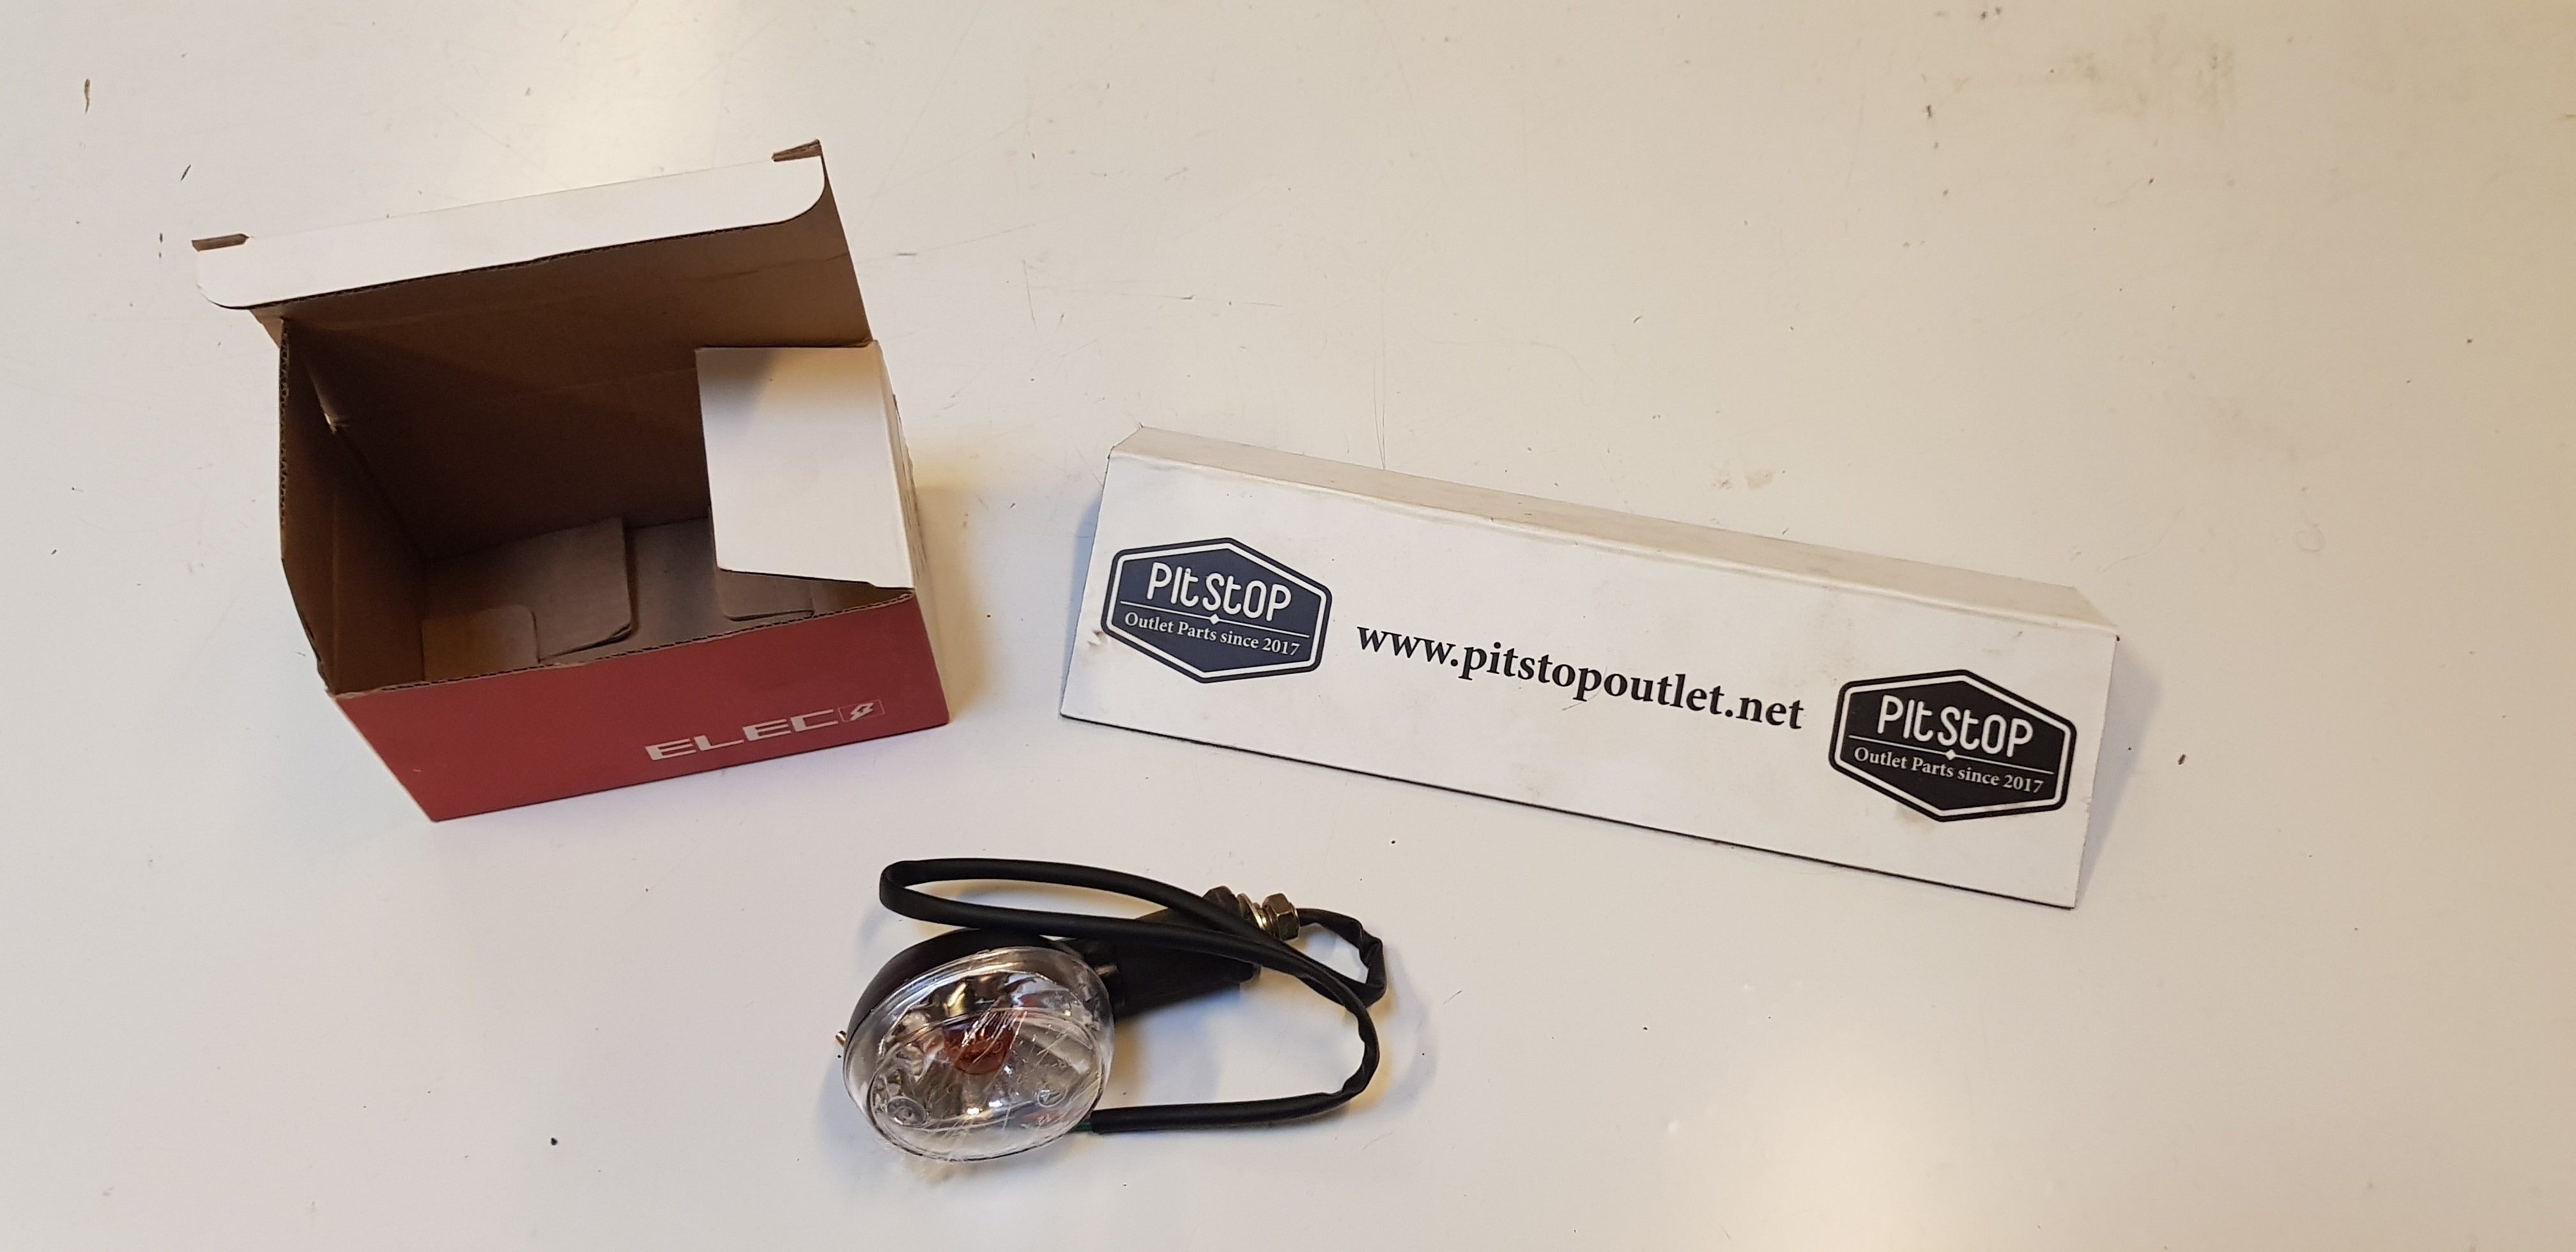 ELEC
PITSTOP
Outlet Parts since 2017
www.pitstopoutlet.net
PITSTOP
Outlet Parts since 2017